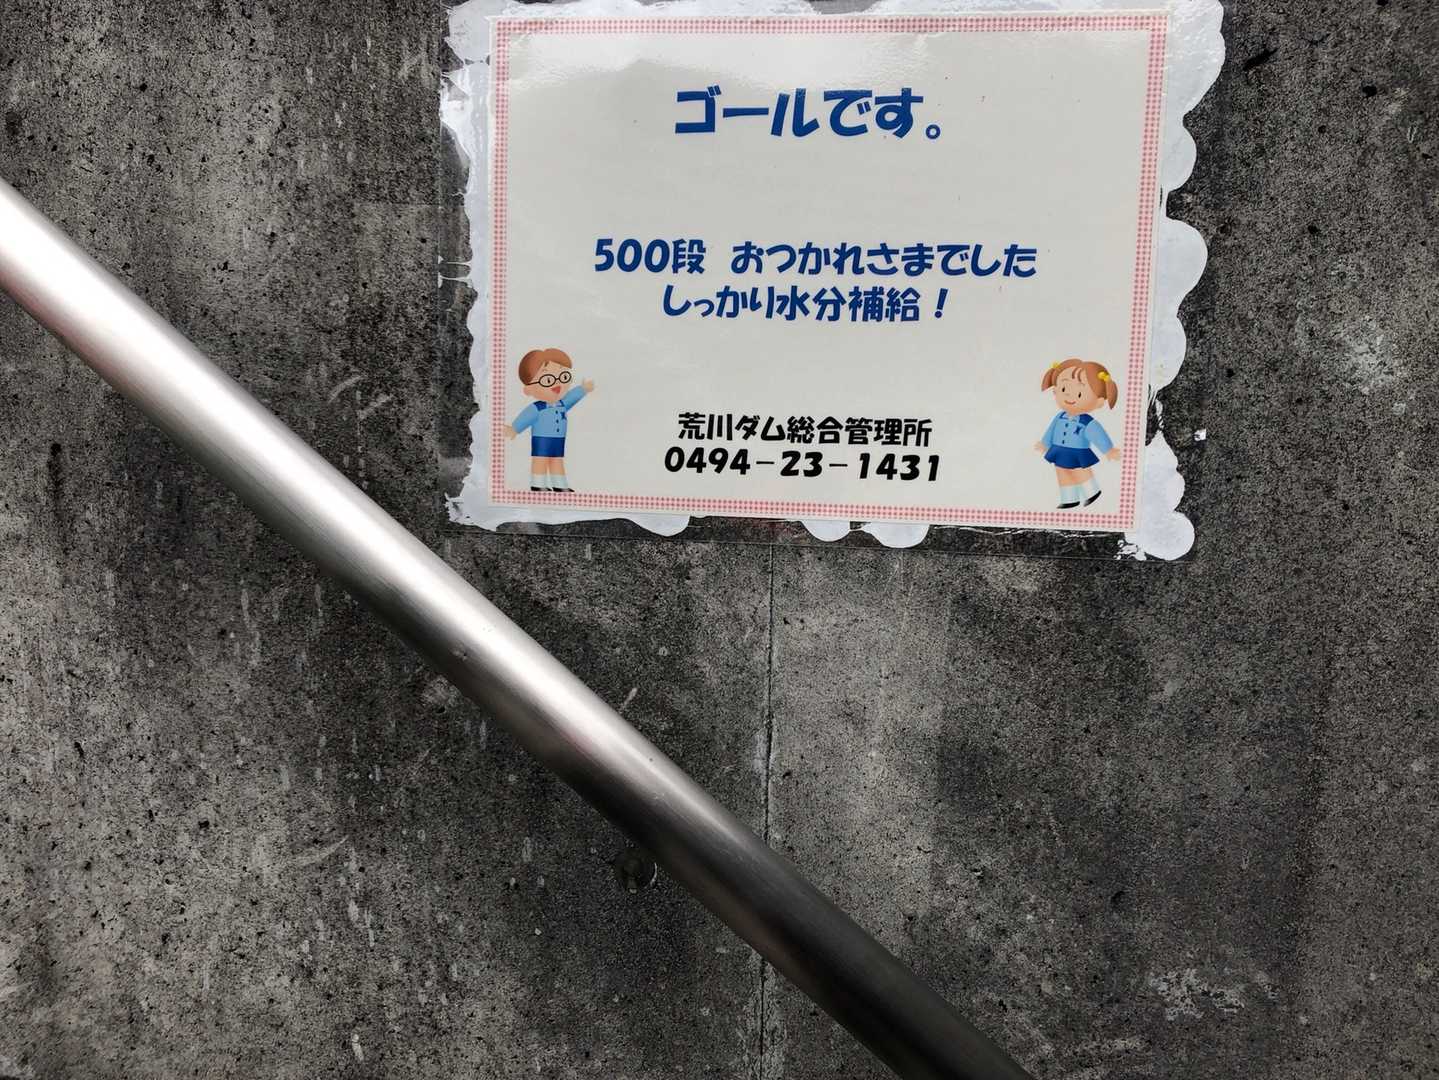 ゴールです。
500段　おつかれさまでした
しっかり水分補給！
荒川ダム総合管理所
0494－23－1431